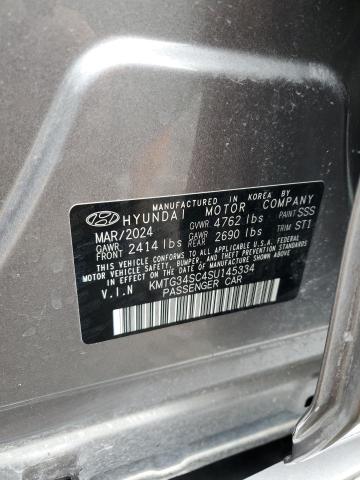 MANUFACTURED IN KOREA BY
HYUNDAI MOTOR COMPANY
MAR/2024 GVWR 4762 lbs PAINT SSS
GAWR FRONT 2414 lbs GAWR REAR 2690 lbs TRIM STI
THIS VEHICLE CONFORMS TO ALL APPLICABLE U.S.A. FEDERAL
MOTOR VEHICLE SAFETY, BUMPER, AND THEFT PREVENTION
STANDARDS IN EFFECT ON THE DATE OF MANUFACTURE SHOWN ABOVE.
V.I.N KMTG34SC4SU145334
PASSENGER CAR